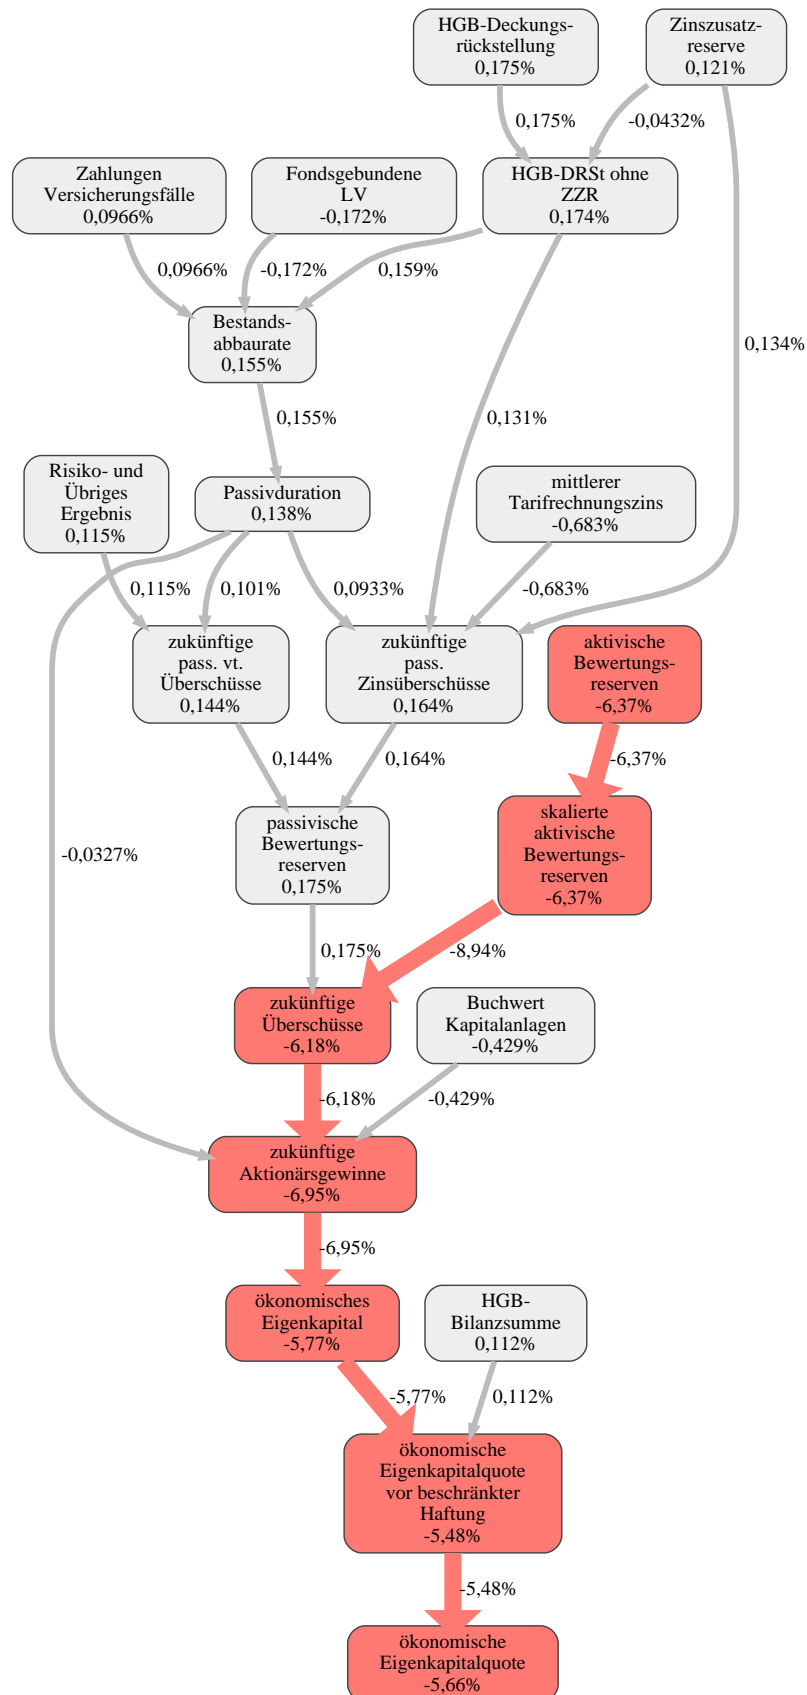 HGB-Deckungs-
rückstellung
0,175%
Zinszusatz-
reserve
0,121%
0,175%
-0,0432%
Zahlungen
Versicherungsfälle
0,0966%
Fondsgebundene
LV
-0,172%
HGB-DRSt ohne
ZZR
0,174%
0,0966%
-0,172%
0,159%
Bestands-
abbaurate
0,155%
0,134%
0,155%
0,131%
Risiko- und
Übriges
Ergebnis
0,115%
Passivduration
0,138%
mittlerer
Tarifrechnungszins
-0,683%
0,115%
0,101%
0,0933%
-0,683%
zukünftige
pass. vt.
Überschüsse
0,144%
zukünftige
pass.
Zinsüberschüsse
0,164%
aktivische
Bewertungs-
reserven
-6,37%
0,144%
0,164%
-6,37%
passivische
Bewertungs-
reserven
0,175%
skalierte
aktivische
Bewertungs-
reserven
-6,37%
-0,0327%
0,175%
-8,94%
zukünftige
Überschüsse
-6,18%
Buchwert
Kapitalanlagen
-0,429%
-6,18%
-0,429%
zukünftige
Aktionärsgewinne
-6,95%
-6,95%
ökonomisches
Eigenkapital
-5,77%
HGB-
Bilanzsumme
0,112%
-5,77%
0,112%
ökonomische
Eigenkapitalquote
vor beschränkter
Haftung
-5,48%
-5,48%
ökonomische
Eigenkapitalquote
-5,66%